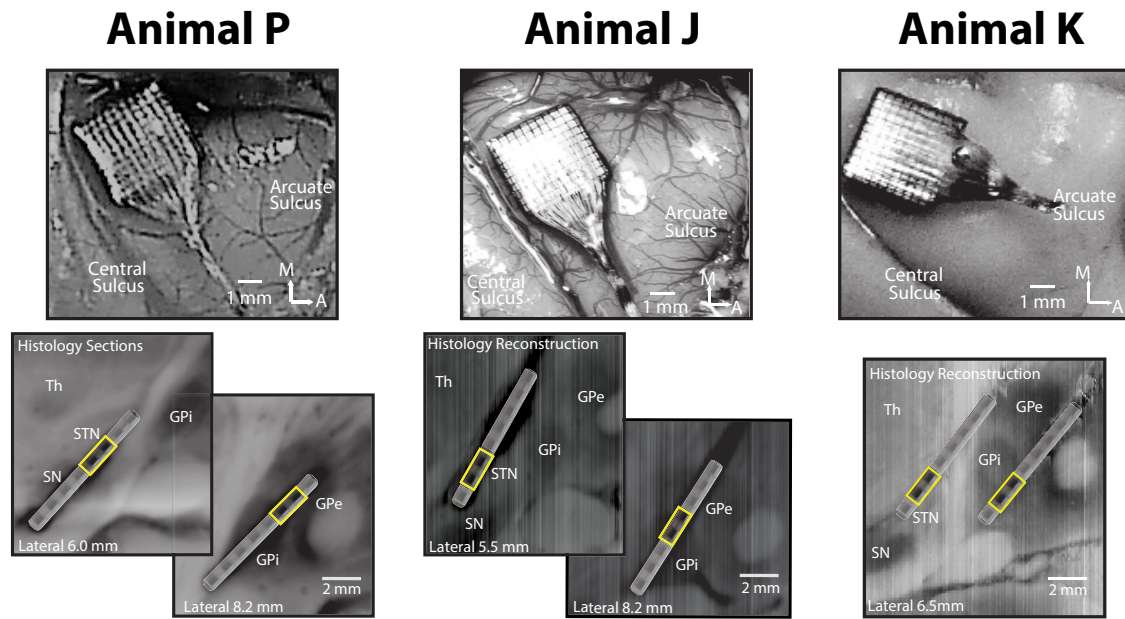 Animal P
Animal J
Animal K
Arcuate
Sulcus
Central
Sulcus
1 mm
M
A
Arcuate
Sulcus
Central
Sulcus
1 mm
M
A
Arcuate
Sulcus
Central
Sulcus
1 mm
M
A
Histology Sections
Th
GPi
STN
SN
Lateral 6.0 mm
GPe
GPi
2 mm
Lateral 8.2 mm
Histology Reconstruction
Th
GPe
GPi
STN
SN
Lateral 5.5 mm
GPe
GPi
2 mm
Lateral 8.2 mm
Histology Reconstruction
Th
GPe
GPi
STN
SN
2 mm
Lateral 6.5mm